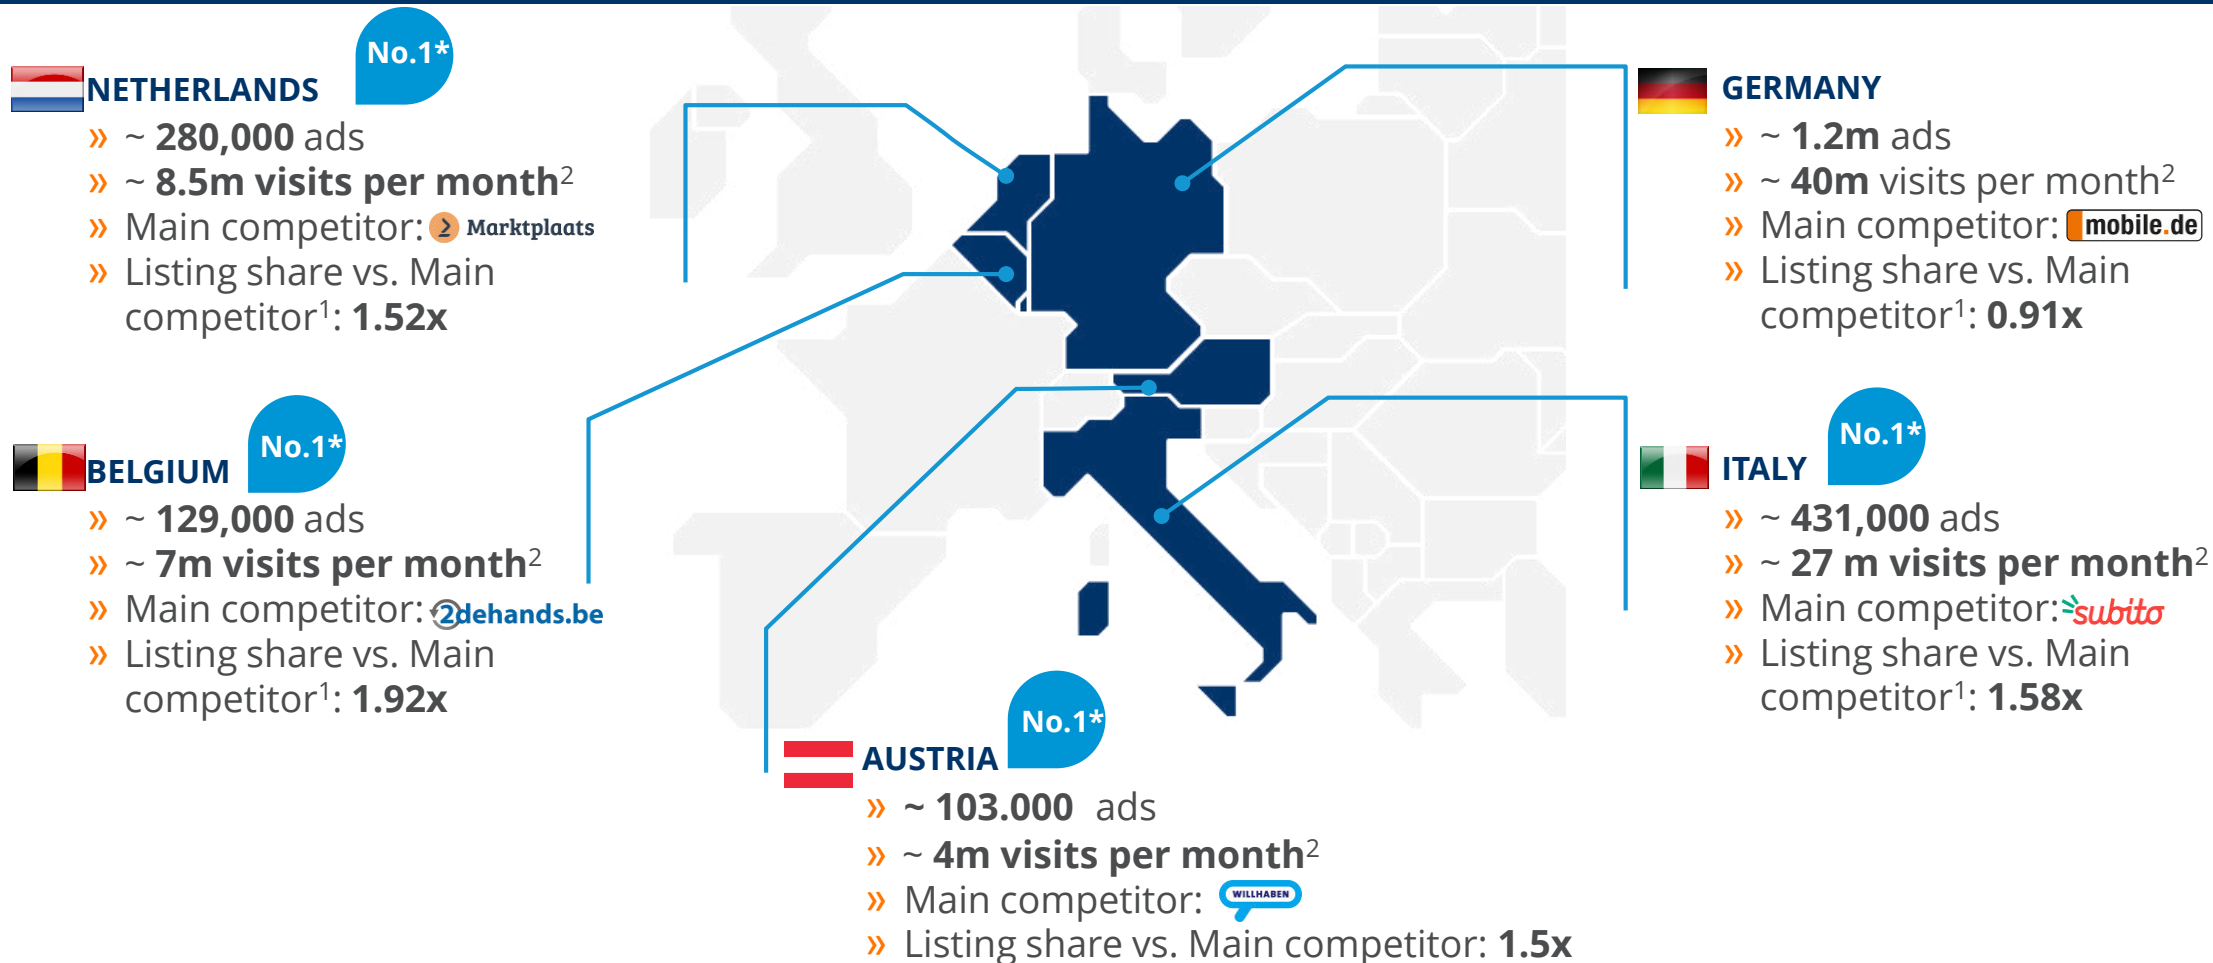 No.1*
NETHERLANDS
» ~ 280,000 ads
» ~ 8.5m visits per month2
» Main competitor: Marktplaats
» Listing share vs. Main
competitor1: 1.52x
No.1*
BELGIUM
» ~ 129,000 ads
» ~ 7m visits per month2
» Main competitor: 2dehands.be
» Listing share vs. Main
competitor1: 1.92x
No.1*
AUSTRIA
» ~ 103.000 ads
» ~ 4m visits per month2
» Main competitor: WILLHABEN
» Listing share vs. Main competitor: 1.5x
GERMANY
» ~ 1.2m ads
» ~ 40m visits per month2
» Main competitor: mobile.de
» Listing share vs. Main
competitor1: 0.91x
No.1*
ITALY
» ~ 431,000 ads
» ~ 27 m visits per month2
» Main competitor: subito
» Listing share vs. Main
competitor1: 1.58x